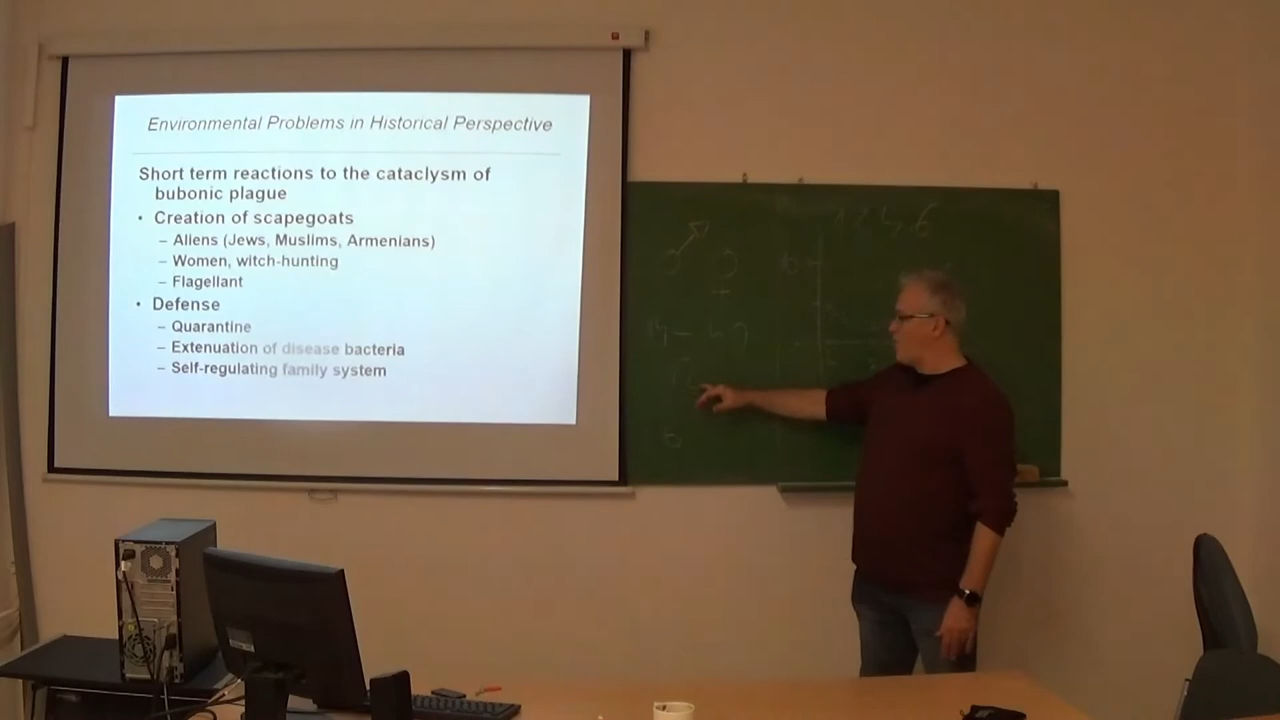 Environmental Problems in Historical Perspective
Short term reactions to the cataclysm of
bubonic plague
• Creation of scapegoats
– Aliens (Jews, Muslims, Armenians)
– Women, witch-hunting
– Flagellant
• Defense
– Quarantine
– Extenuation of disease bacteria
– Self-regulating family system